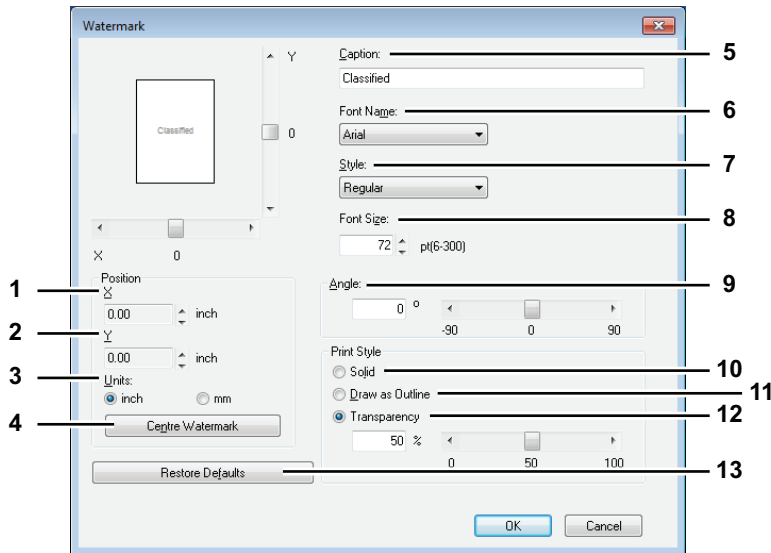 Watermark
Y
Classified
0
X 0
Position
1 X
0.00 inch
2 Y
0.00 inch
3 Units:
inch mm
4 Centre Watermark
Restore Defaults 13
Caption: 5
Classified
Font Name: 6
Arial
Style: 7
Regular
Font Size: 8
72 pt(6-300)
Angle: 9
0 °
-90 0 90
Print Style
Solid 10
Draw as Outline 11
Transparency 12
50 %
0 50 100
OK Cancel